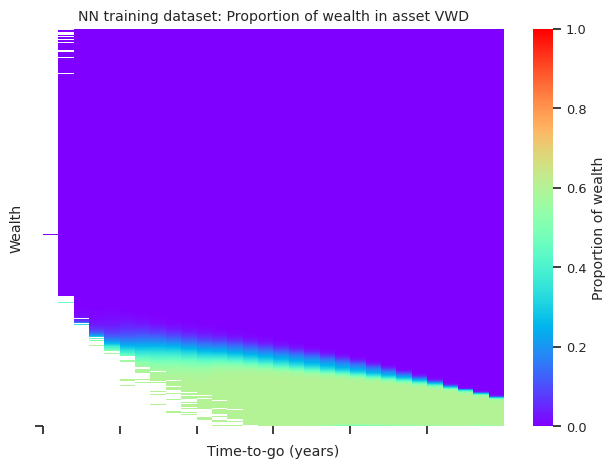 NN training dataset: Proportion of wealth in asset VWD
Wealth
Time-to-go (years)
1.0
0.8
0.6
0.4
0.2
0.0
Proportion of wealth